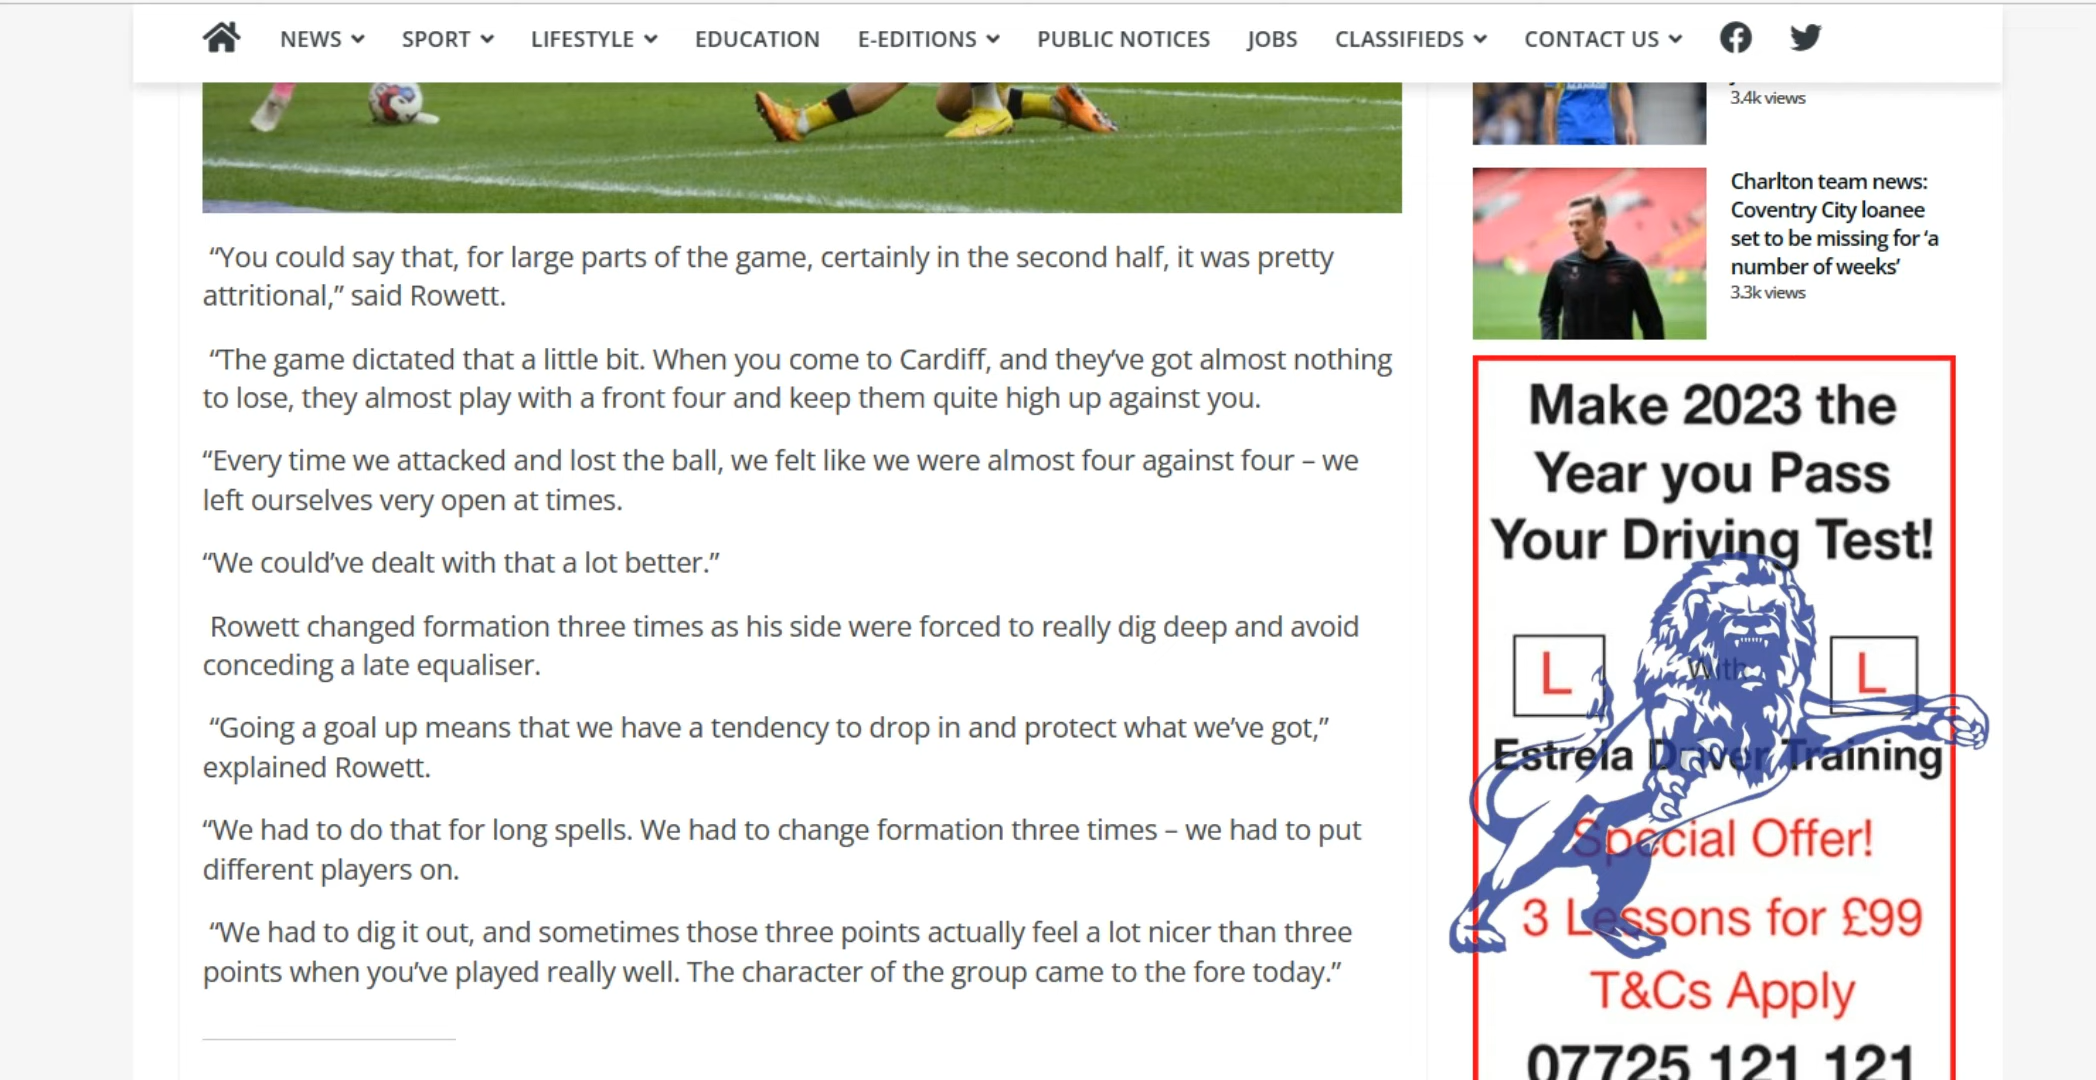 NEWS
SPORT
LIFESTYLE
EDUCATION
E-EDITIONS
PUBLIC NOTICES
JOBS
CLASSIFIEDS
CONTACT US
“You could say that, for large parts of the game, certainly in the second half, it was pretty
attritional,” said Rowett.
“The game dictated that a little bit. When you come to Cardiff, and they’ve got almost nothing
to lose, they almost play with a front four and keep them quite high up against you.
“Every time we attacked and lost the ball, we felt like we were almost four against four – we
left ourselves very open at times.
“We could’ve dealt with that a lot better.”
Rowett changed formation three times as his side were forced to really dig deep and avoid
conceding a late equaliser.
“Going a goal up means that we have a tendency to drop in and protect what we’ve got,”
explained Rowett.
“We had to do that for long spells. We had to change formation three times – we had to put
different players on.
“We had to dig it out, and sometimes those three points actually feel a lot nicer than three
points when you’ve played really well. The character of the group came to the fore today.”
3.4k views
Charlton team news:
Coventry City loanee
set to be missing for ‘a
number of weeks’
3.3k views
Make 2023 the
Year you Pass
Your Driving Test!
L With L
Estrela Driver Training
Special Offer!
3 Lessons for £99
T&Cs Apply
07725 121 121